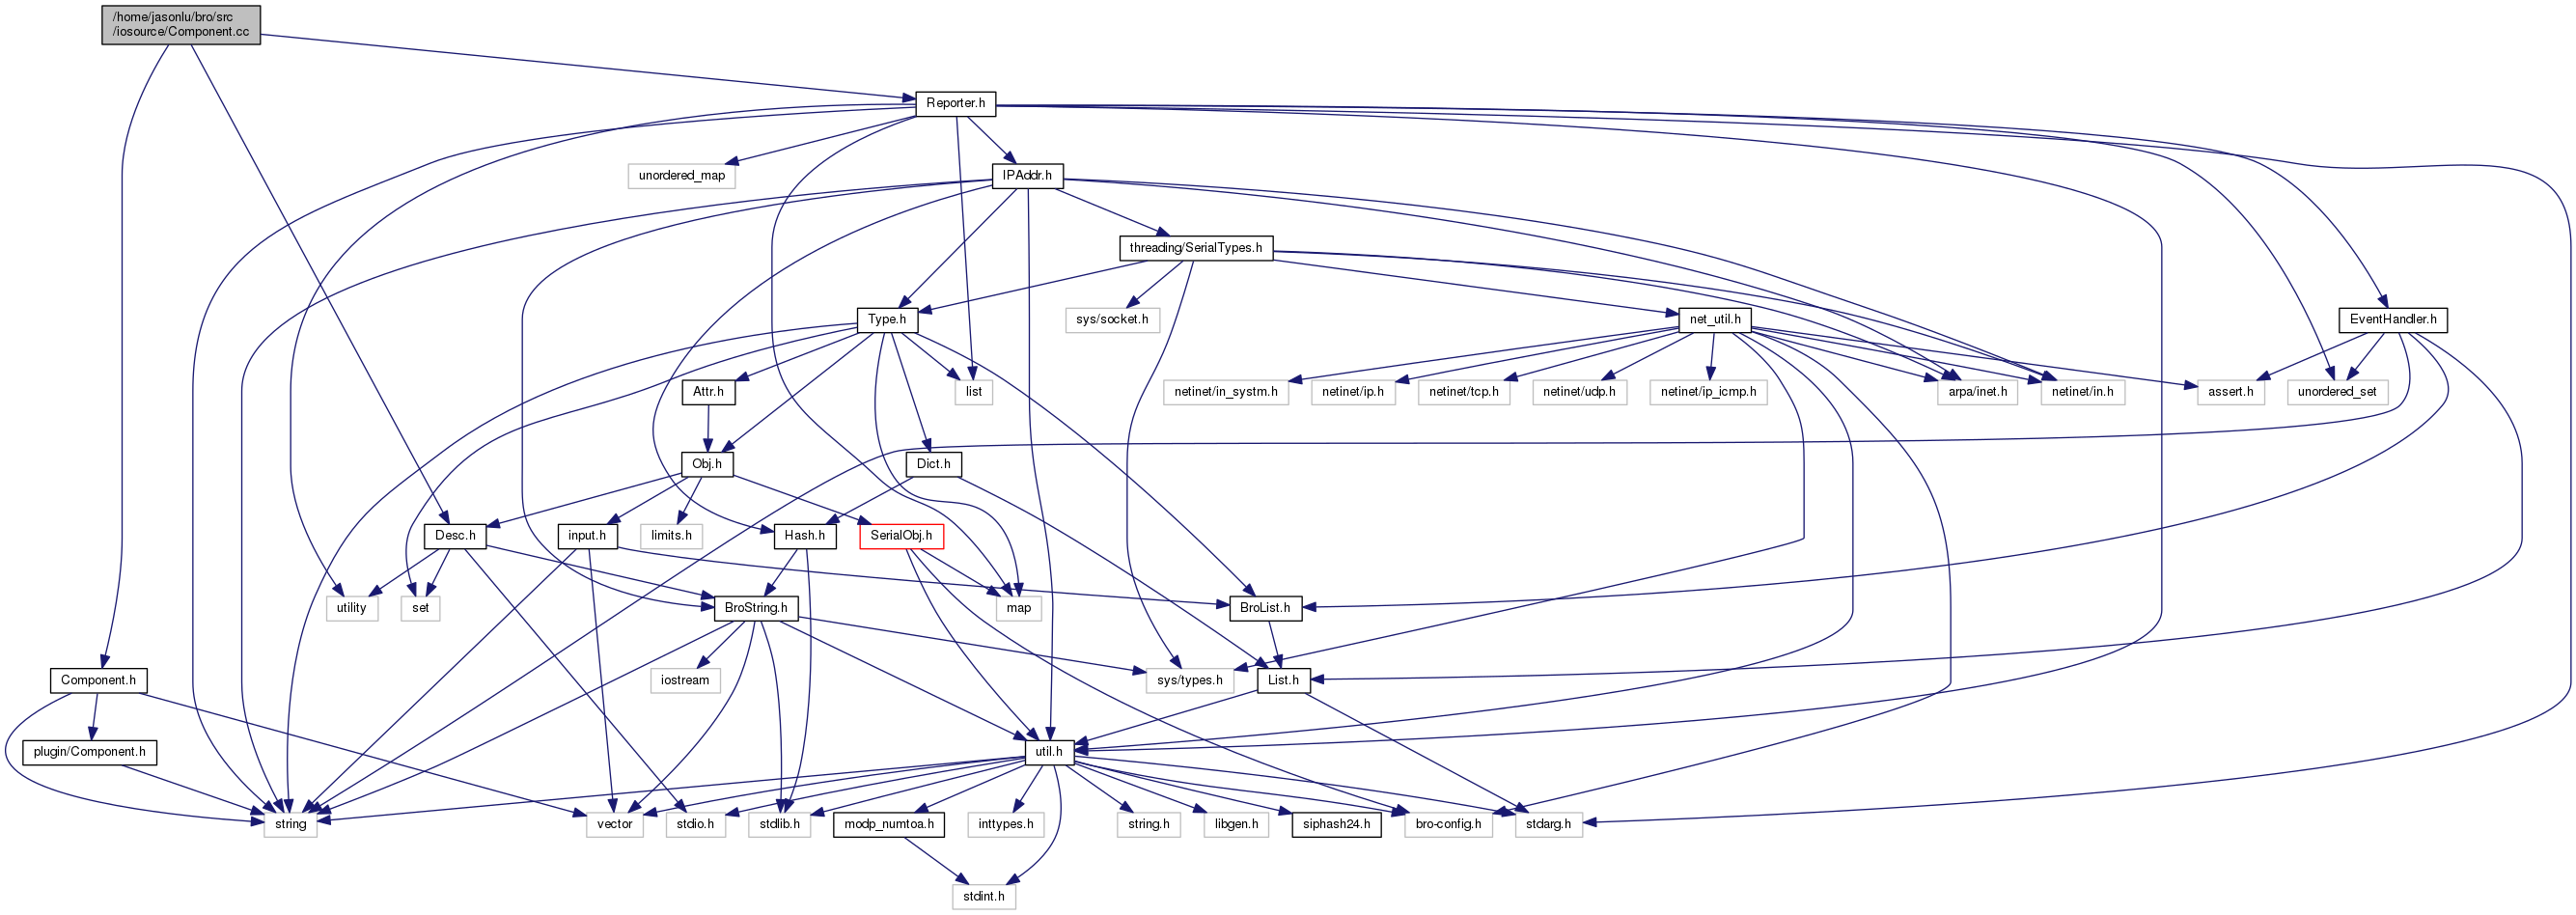 /home/jasonlu/bro/src
/iosource/Component.cc
Reporter.h
unordered_map
IPAddr.h
threading/SerialTypes.h
Type.h
sys/socket.h
net_util.h
EventHandler.h
Attr.h
list
netinet/in_systm.h
netinet/ip.h
netinet/tcp.h
netinet/udp.h
netinet/ip_icmp.h
arpa/inet.h
netinet/in.h
assert.h
unordered_set
Obj.h
Dict.h
Desc.h
input.h
limits.h
Hash.h
SerialObj.h
utility
set
BroString.h
map
BroList.h
Component.h
iostream
sys/types.h
List.h
plugin/Component.h
util.h
string
vector
stdio.h
stdlib.h
modp_numtoa.h
inttypes.h
string.h
libgen.h
siphash24.h
bro-config.h
stdarg.h
stdint.h